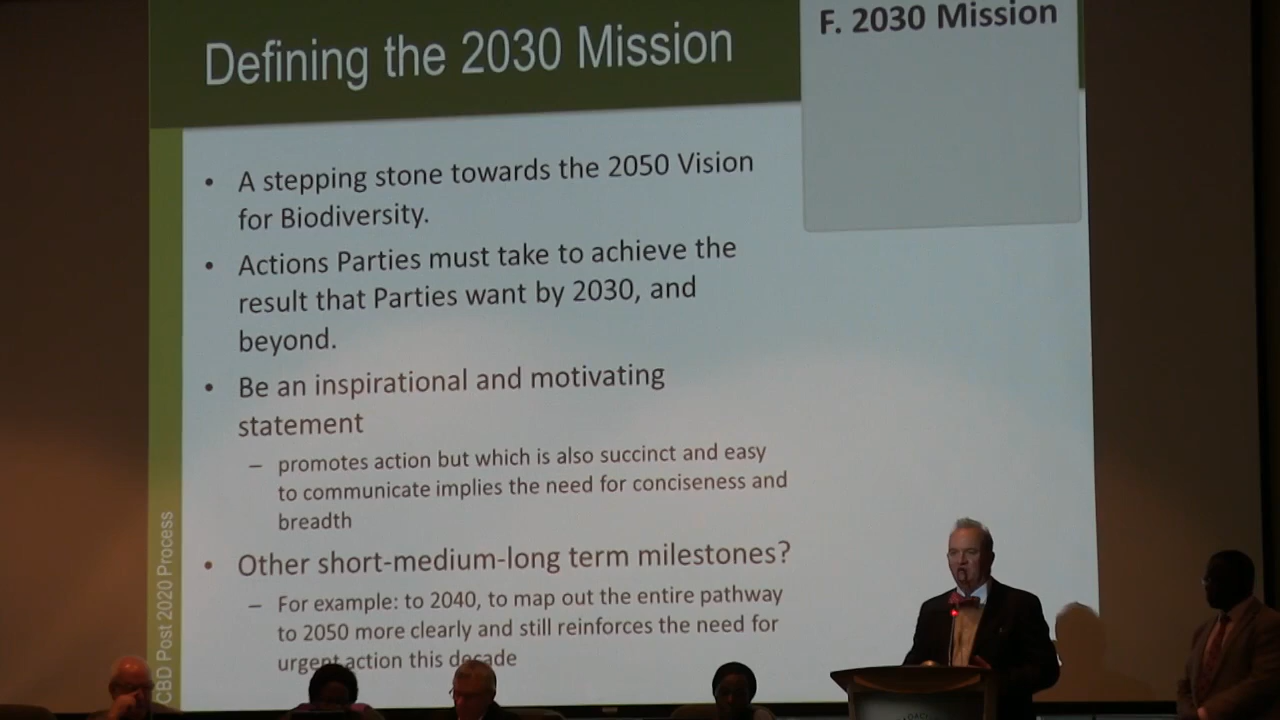 Defining the 2030 Mission
F. 2030 Mission
• A stepping stone towards the 2050 Vision
for Biodiversity.
• Actions Parties must take to achieve the
result that Parties want by 2030, and
beyond.
• Be an inspirational and motivating
statement
– promotes action but which is also succinct and easy
to communicate implies the need for conciseness and
breadth
• Other short-medium-long term milestones?
– For example: to 2040, to map out the entire pathway
to 2050 more clearly and still reinforces the need for
urgent action this decade
CBD Post 2020 Process